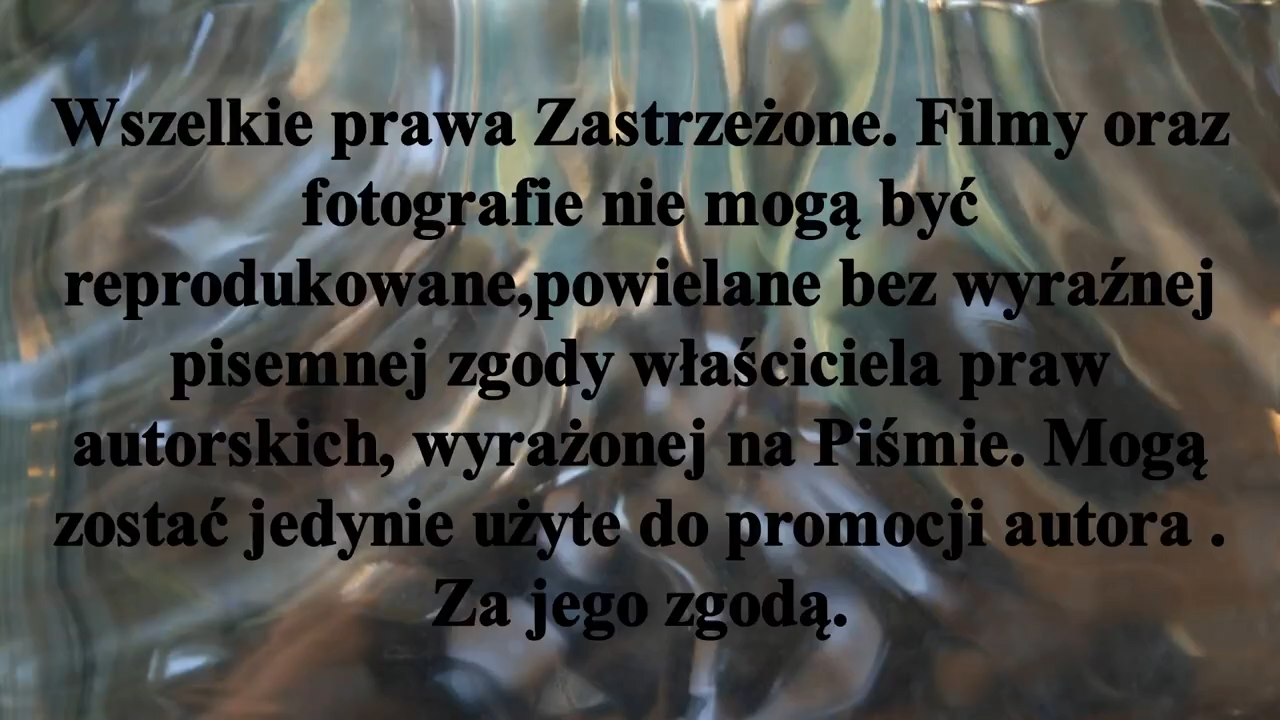 Wszelkie prawa Zastrzeżone. Filmy oraz
fotografie nie mogą być
reprodukowane,powielane bez wyraźnej
pisemnej zgody właściciela praw
autorskich, wyrażonej na Piśmie. Mogą
zostać jedynie użyte do promocji autora .
Za jego zgodą.